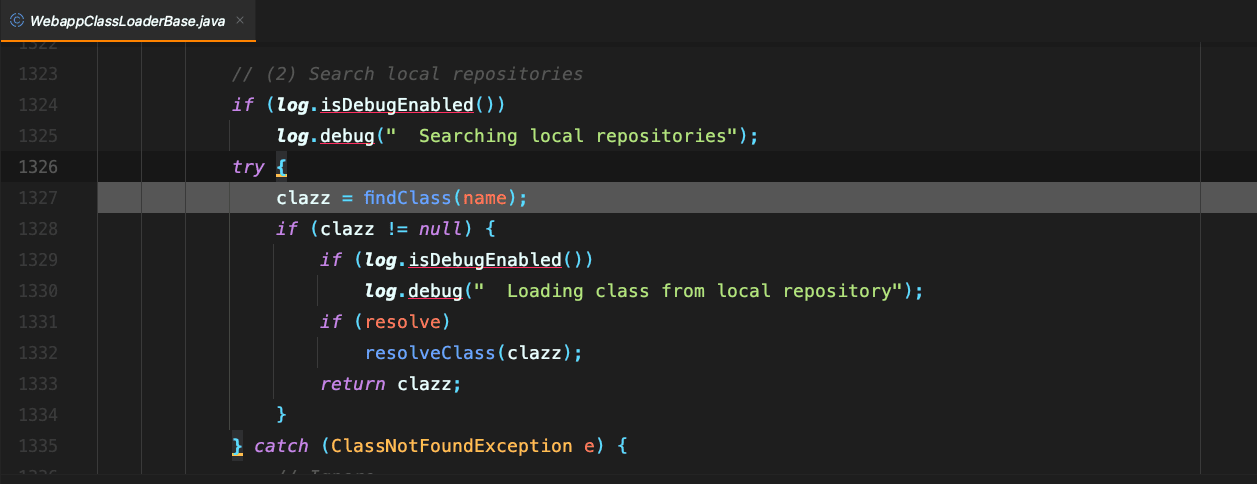 WebappClassLoaderBase.java ×
1322
1323 // (2) Search local repositories
1324 if (log.isDebugEnabled())
1325 log.debug("  Searching local repositories");
1326 try {
1327 clazz = findClass(name);
1328 if (clazz != null) {
1329 if (log.isDebugEnabled())
1330 log.debug("  Loading class from local repository");
1331 if (resolve)
1332 resolveClass(clazz);
1333 return clazz;
1334 }
1335 } catch (ClassNotFoundException e) {
1336 // Ignore